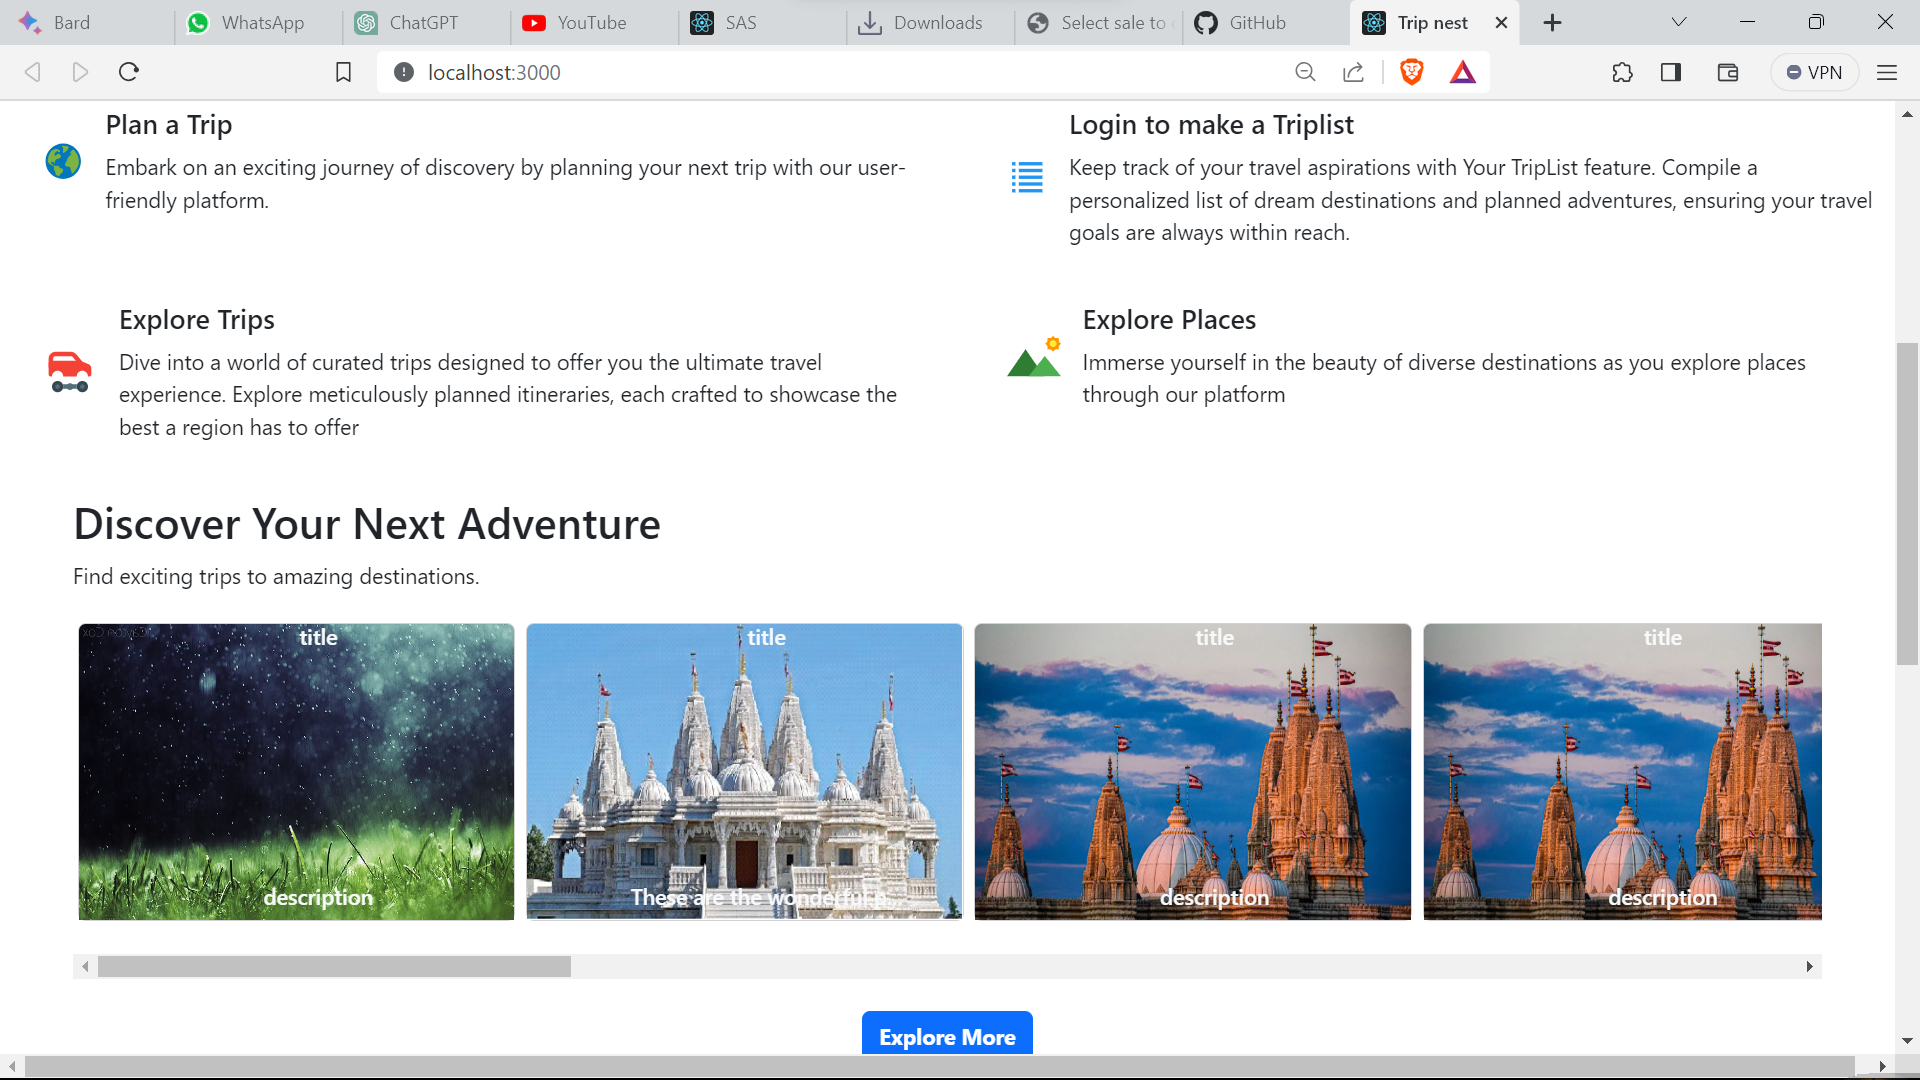 Bard
WhatsApp
ChatGPT
YouTube
SAS
Downloads
Select sale to
GitHub
Trip nest
localhost:3000
VPN
Plan a Trip
Embark on an exciting journey of discovery by planning your next trip with our user-
friendly platform.
Login to make a Triplist
Keep track of your travel aspirations with Your TripList feature. Compile a
personalized list of dream destinations and planned adventures, ensuring your travel
goals are always within reach.
Explore Trips
Dive into a world of curated trips designed to offer you the ultimate travel
experience. Explore meticulously planned itineraries, each crafted to showcase the
best a region has to offer
Explore Places
Immerse yourself in the beauty of diverse destinations as you explore places
through our platform
Discover Your Next Adventure
Find exciting trips to amazing destinations.
title
description
title
These are the wonderful p...
title
description
title
description
Explore More